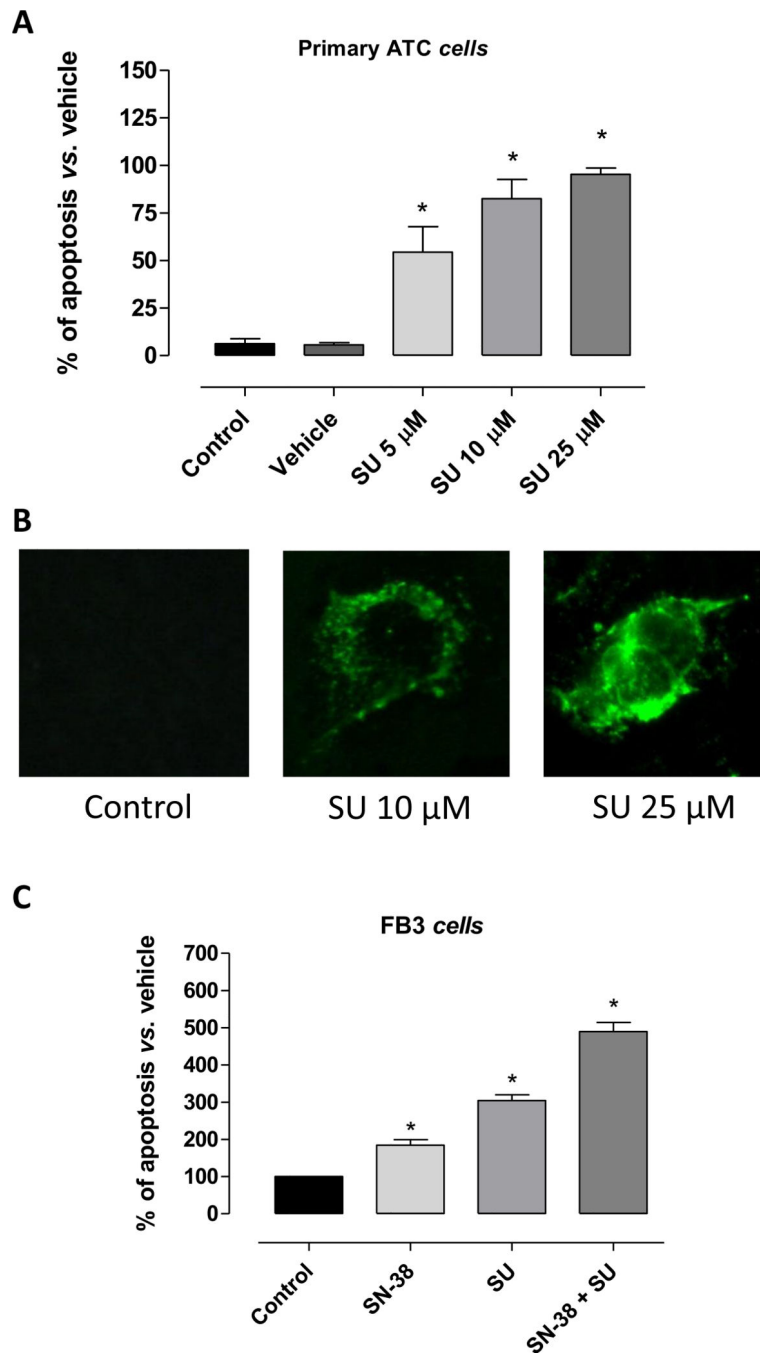 A
Primary ATC cells
% of apoptosis vs. vehicle
150
125
100
75
50
25
0
*
*
*
Control
Vehicle
SU 5 µM
SU 10 µM
SU 25 µM
B
Control
SU 10 µM
SU 25 µM
C
FB3 cells
% of apoptosis vs. vehicle
700
600
500
400
300
200
100
0
*
*
*
Control
SN-38
SU
SN-38 + SU